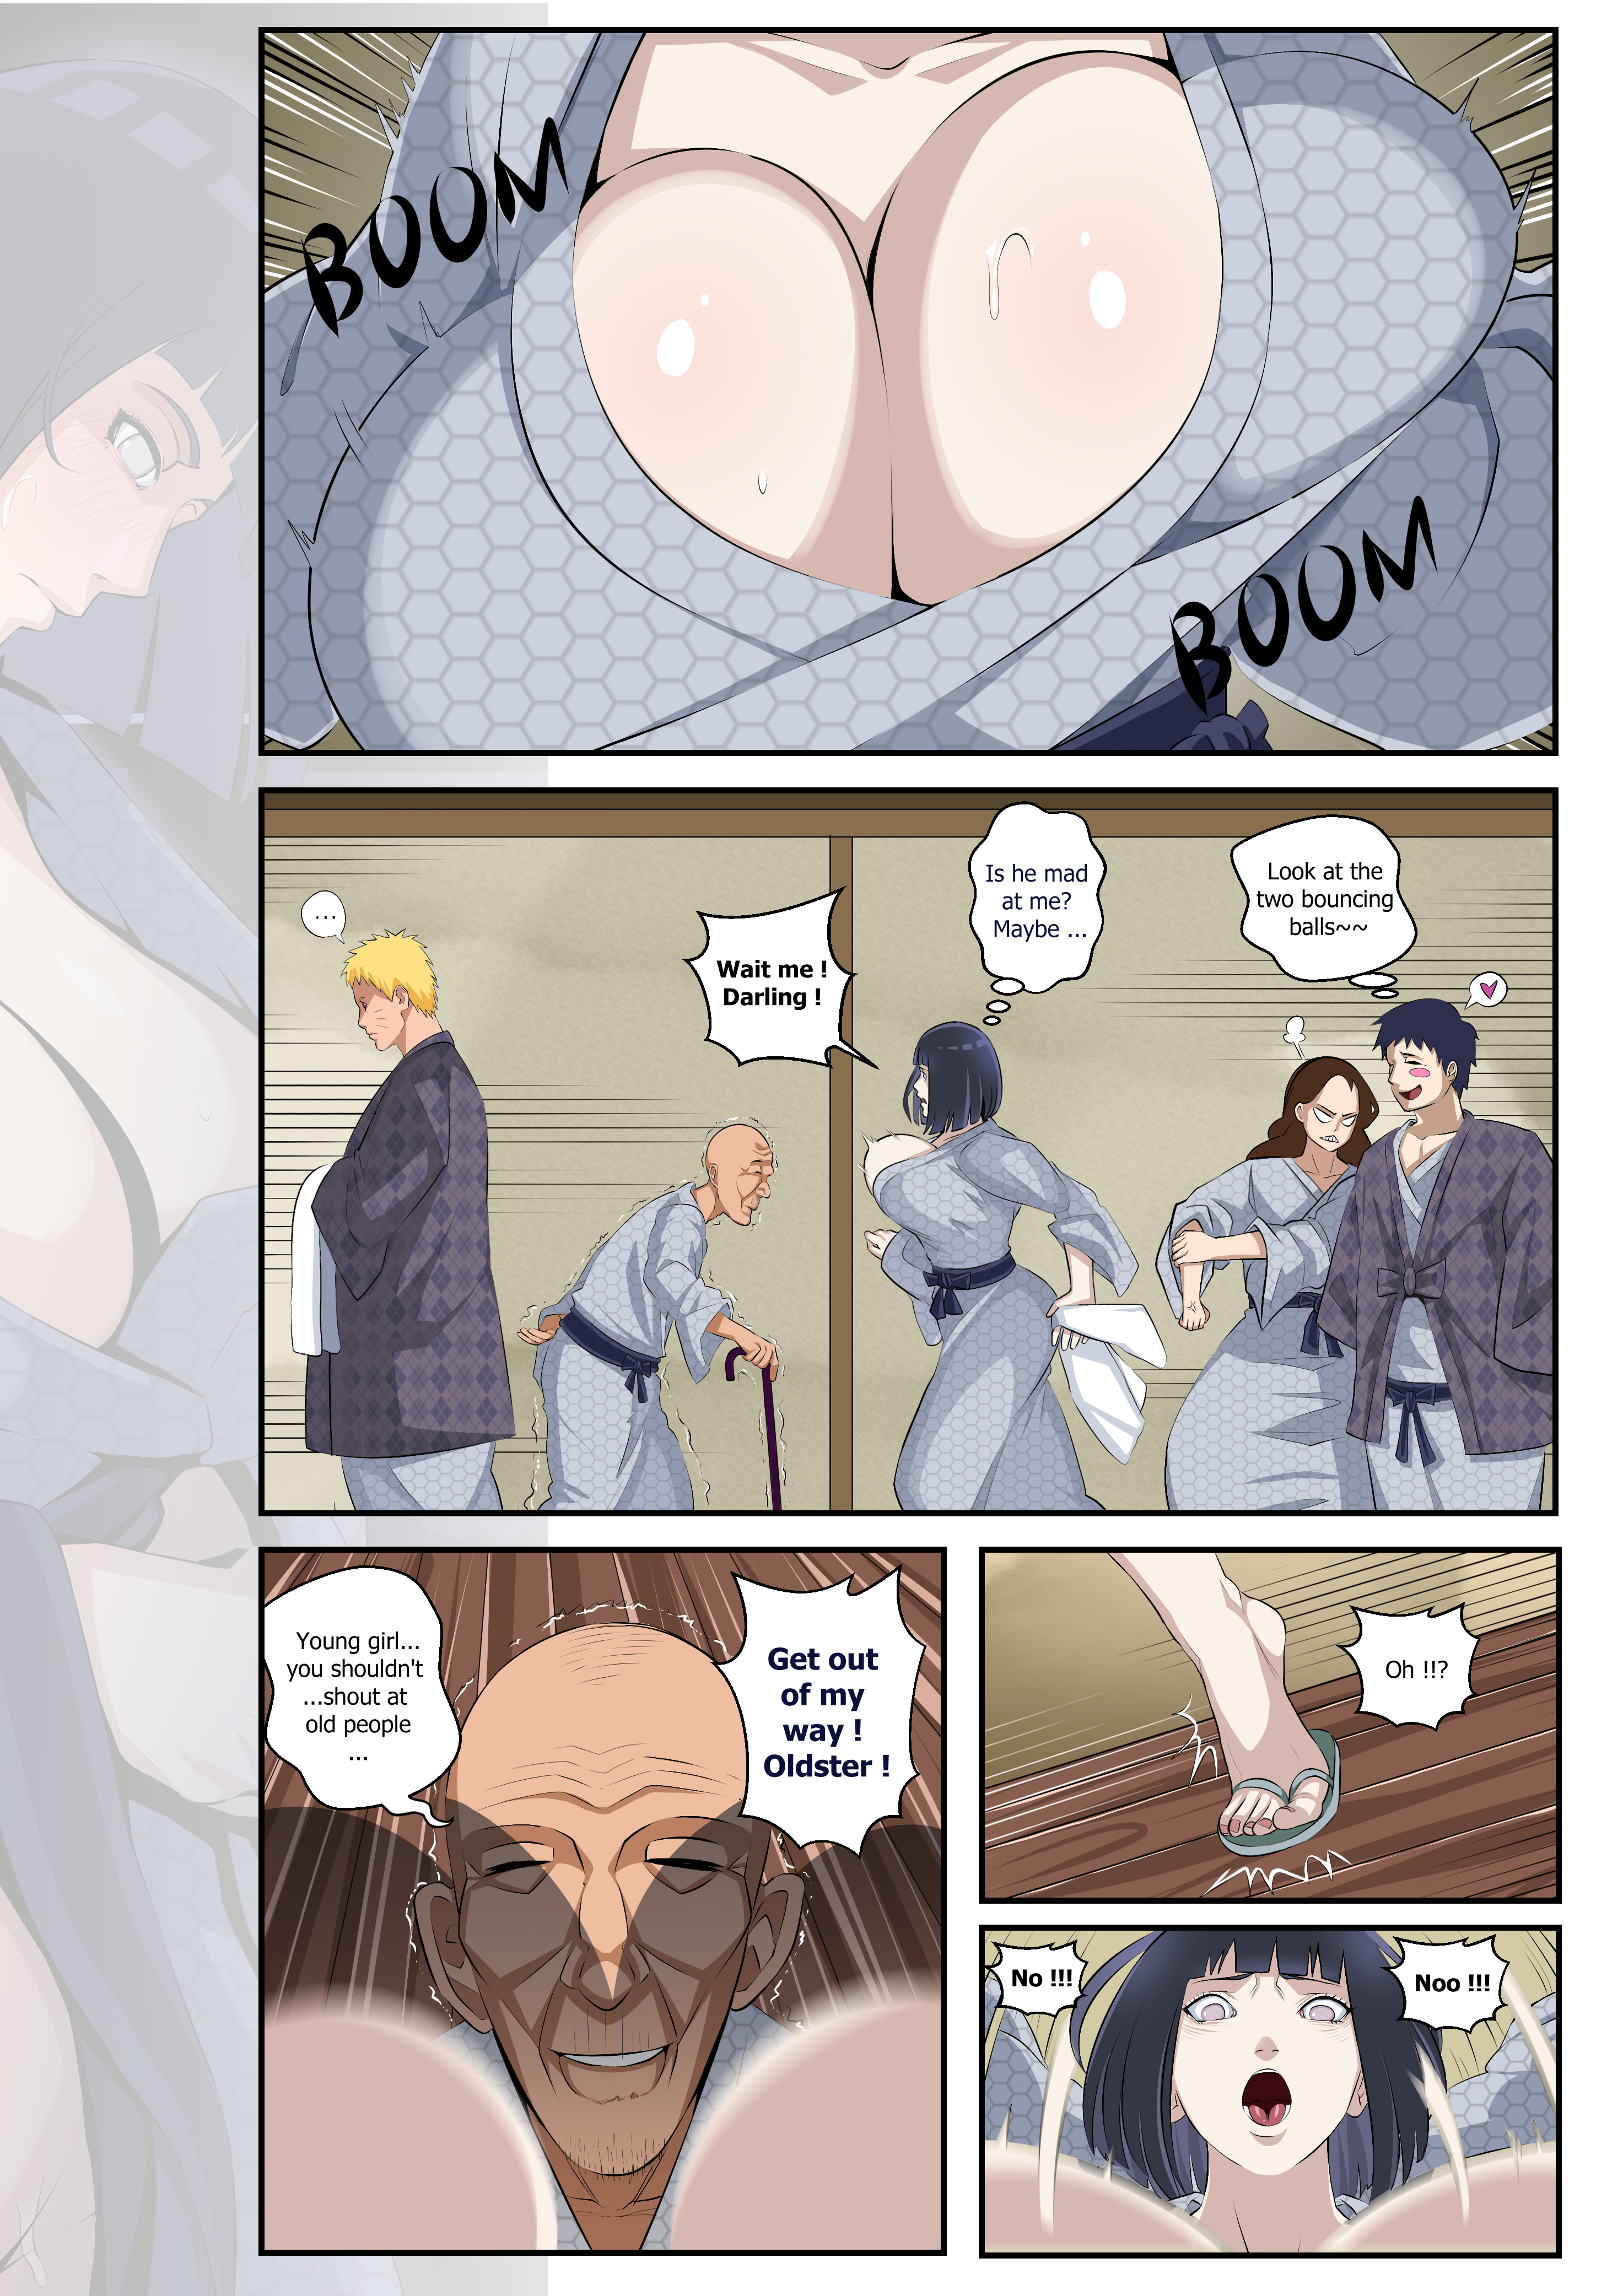 BOOM
BOOM
...
Wait me !
Darling !
Is he mad
at me?
Maybe ...
Look at the
two bouncing
balls~~
Young girl...
you shouldn't
...shout at
old people
...
Get out
of my
way !
Oldster !
Oh !!?
No !!!
Noo !!!